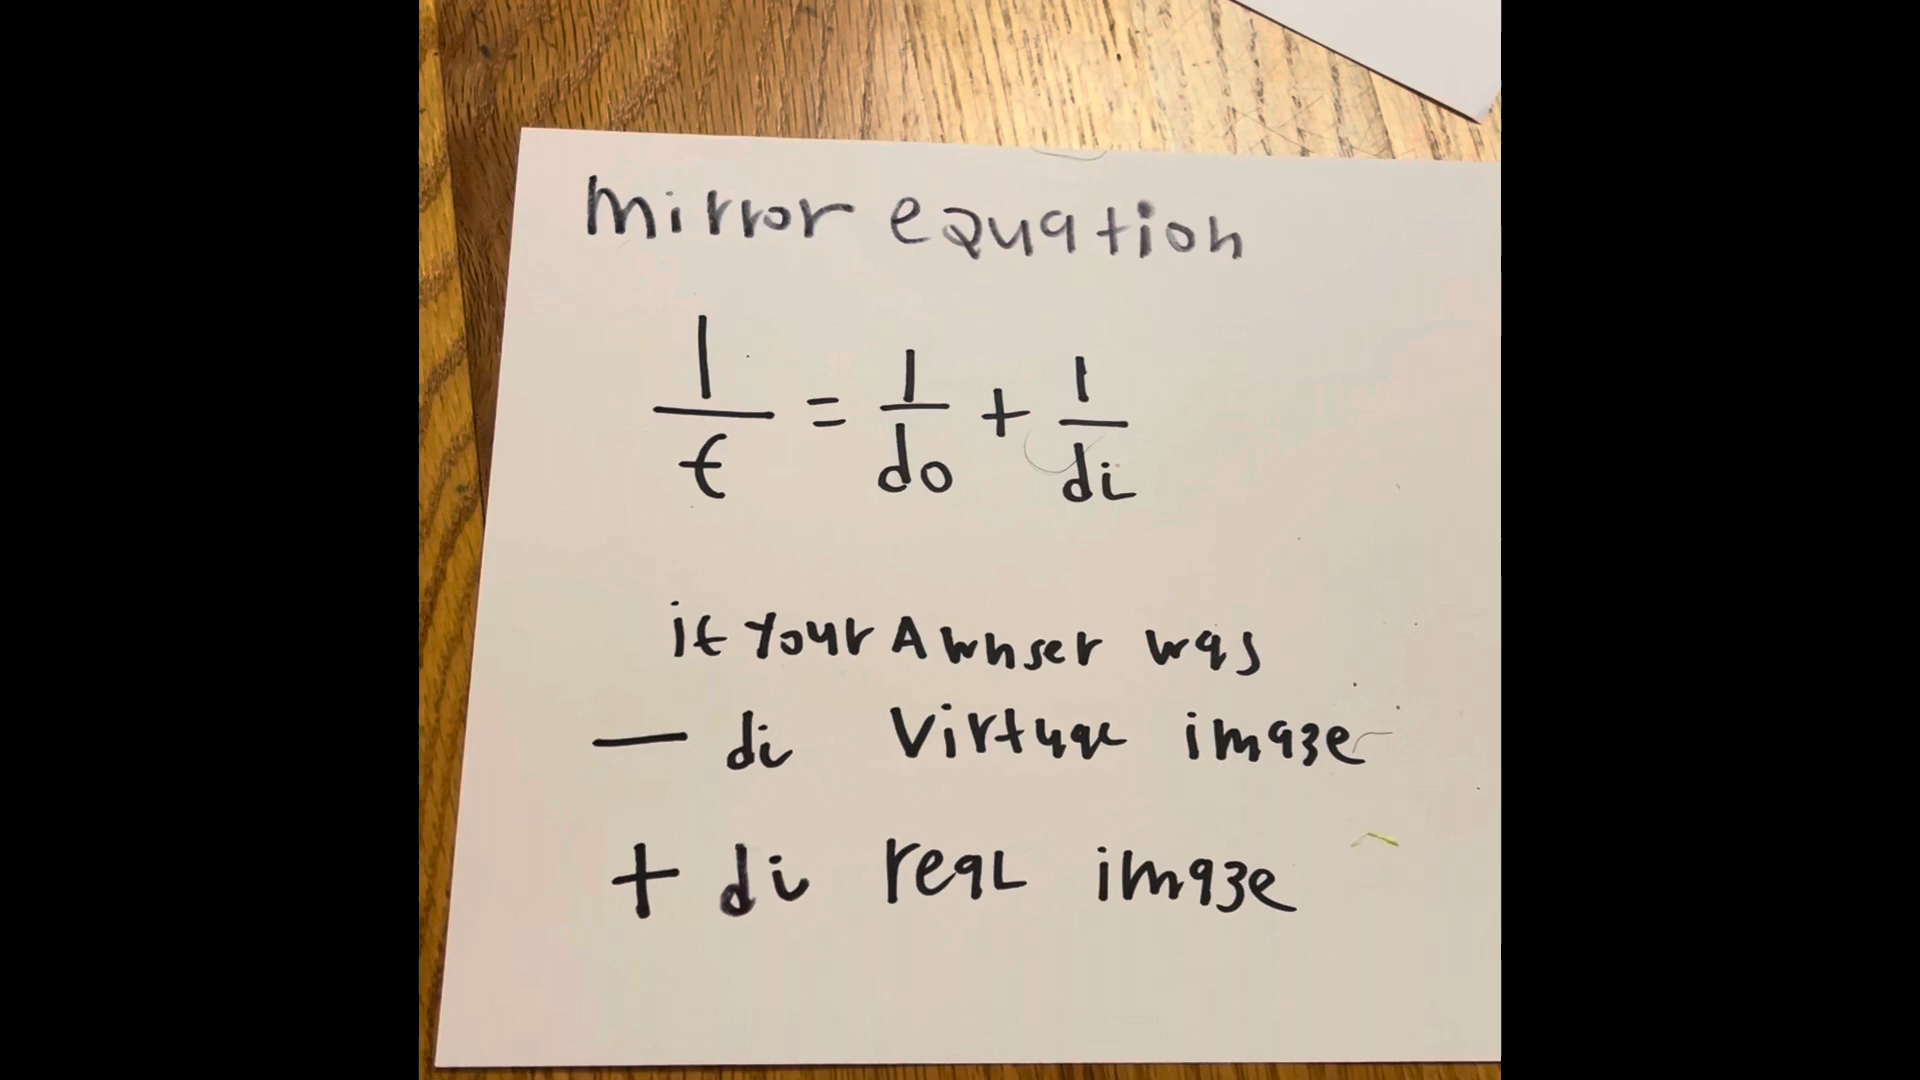 mirror equation
1/f = 1/do + 1/di
if your Awnser was
— di Virtual image
+ di real image